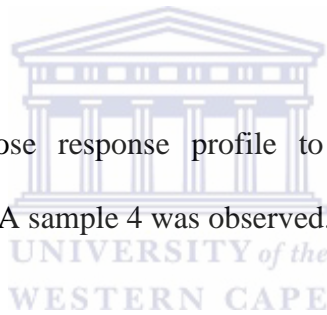 ose response profile to
A sample 4 was observed.
UNIVERSITY of the
WESTERN CAPE